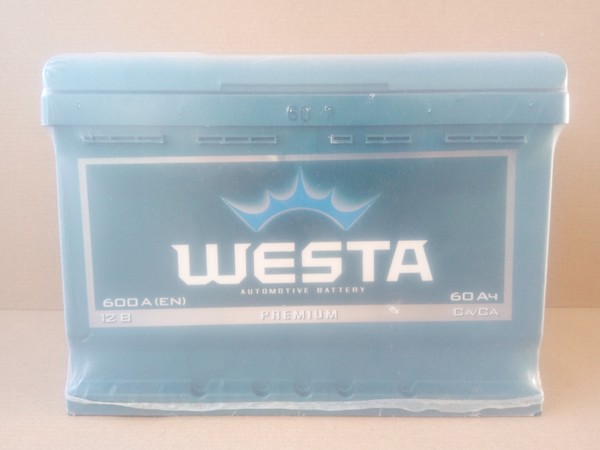 WESTA
AUTOMOTIVE BATTERY
600 A (EN) 60 Ач
12 В CA/CA
PREMIUM